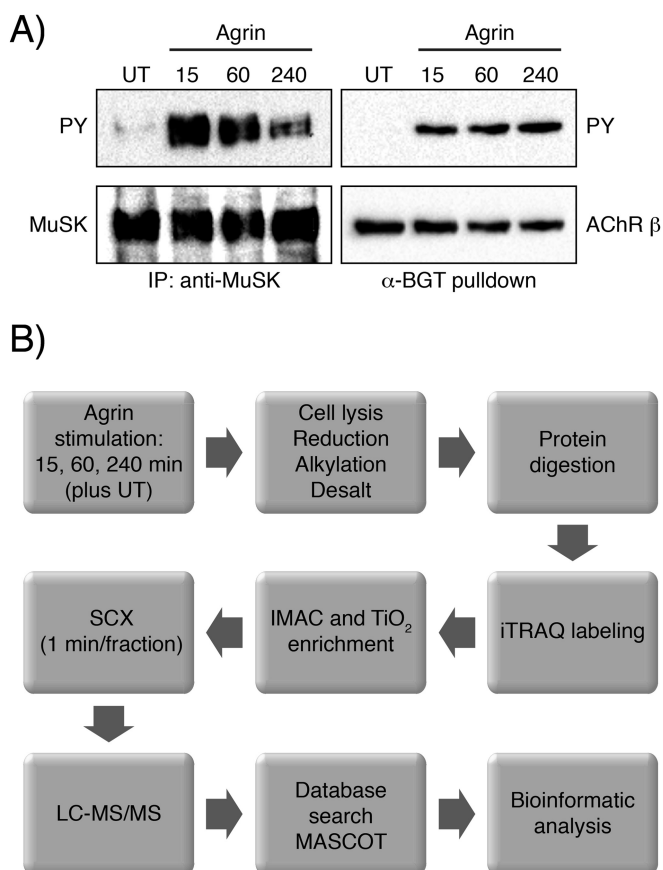 A)
Agrin
Agrin
UT 15 60 240
UT 15 60 240
PY
PY
MuSK
AChR β
IP: anti-MuSK
α-BGT pulldown
B)
Agrin
stimulation:
15, 60, 240 min
(plus UT)
Cell lysis
Reduction
Alkylation
Desalt
Protein
digestion
iTRAQ labeling
IMAC and TiO₂
enrichment
SCX
(1 min/fraction)
LC-MS/MS
Database
search
MASCOT
Bioinformatic
analysis